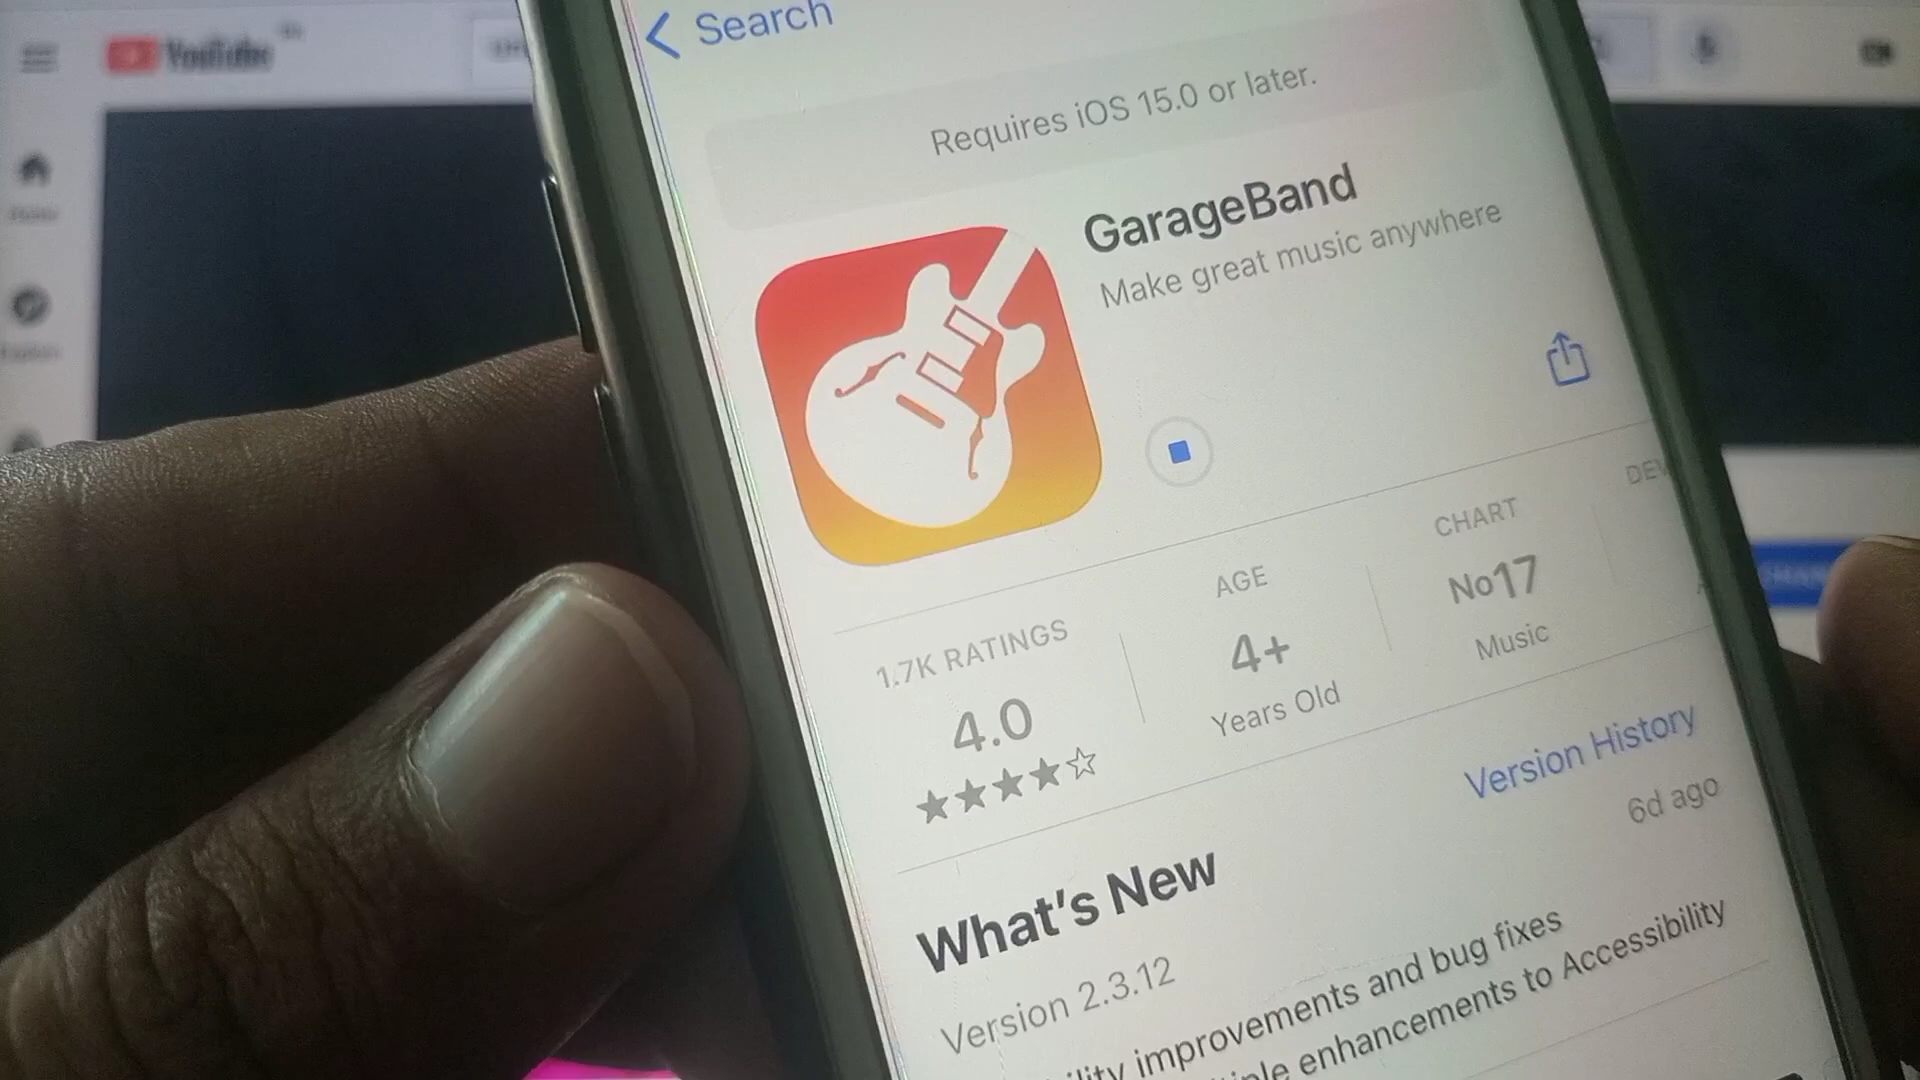 YouTube
Search
Requires iOS 15.0 or later.
GarageBand
Make great music anywhere
1.7K RATINGS
4.0
AGE
4+
Years Old
CHART
No17
Music
DEV
What's New
Version History
Version 2.3.12
6d ago
improvements and bug fixes
enhancements to Accessibility